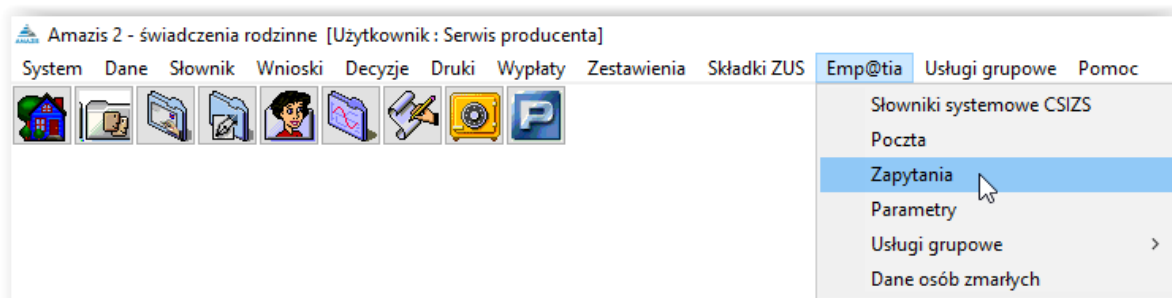 Amazis 2 - świadczenia rodzinne [Użytkownik : Serwis producenta]
System Dane Słownik Wnioski Decyzje Druki Wypłaty Zestawienia Składki ZUS Emp@tia Usługi grupowe Pomoc
Słowniki systemowe CSIZS
Poczta
Zapytania
Parametry
Usługi grupowe
Dane osób zmarłych